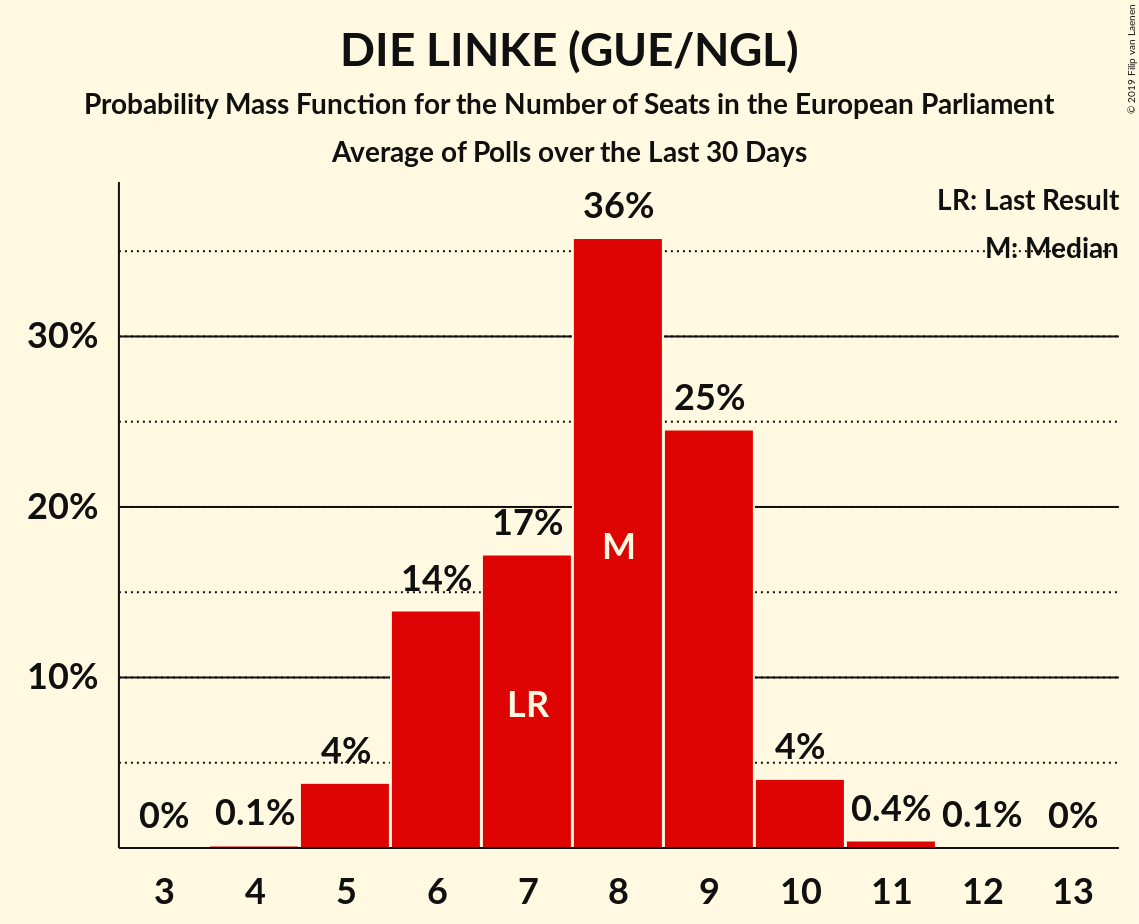 DIE LINKE (GUE/NGL)
Probability Mass Function for the Number of Seats in the European Parliament
Average of Polls over the Last 30 Days
© 2019 Filip van Laenen
LR: Last Result
M: Median
36%
30%
25%
20%
17%
M
14%
10%
LR
4%
4%
0%
0.1%
0.4%
0.1%
0%
3 4 5 6 7 8 9 10 11 12 13